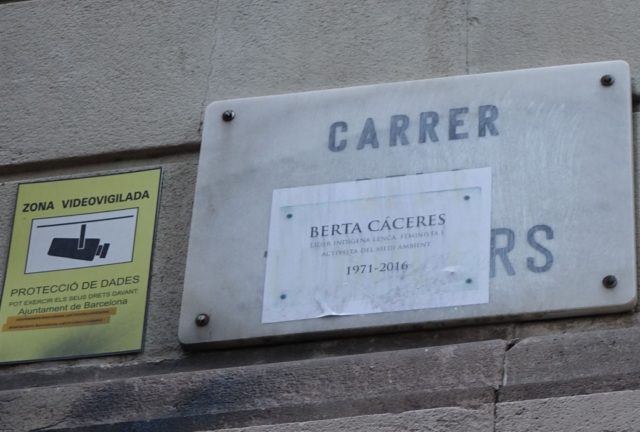 ZONA VIDEOVIGILADA
PROTECCIÓ DE DADES
POT EXERCIR ELS SEUS DRETS DAVANT:
Ajuntament de Barcelona
CARRER
RS
BERTA CÁCERES
LÍDER INDÍGENA LENCA, FEMINISTA I
ACTIVISTA DEL MEDI AMBIENT
1971-2016